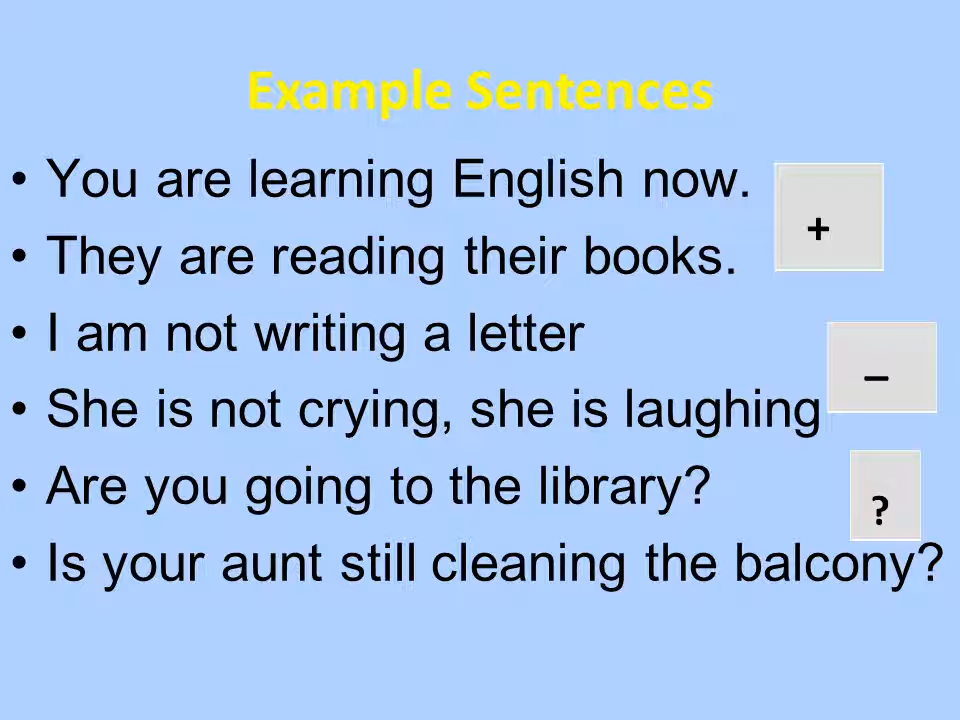 Example Sentences
• You are learning English now.
+
• They are reading their books.
• I am not writing a letter
–
• She is not crying, she is laughing
• Are you going to the library?
?
• Is your aunt still cleaning the balcony?